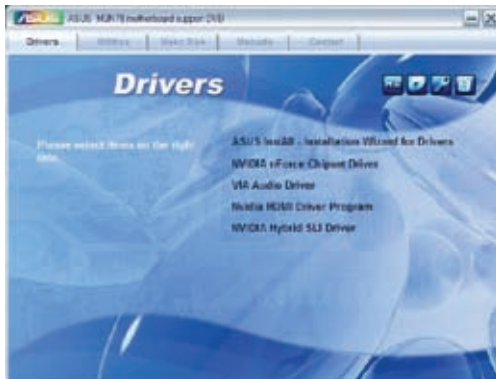 ASUS M3N78 motherboard support DVD
Drivers Utilities Make Disk Manuals Contact
Drivers
Please select items on the right side.
ASUS InstAll - Installation Wizard for Drivers
NVIDIA nForce Chipset Driver
VIA Audio Driver
Nvidia HDMI Driver Program
NVIDIA Hybrid SLI Driver